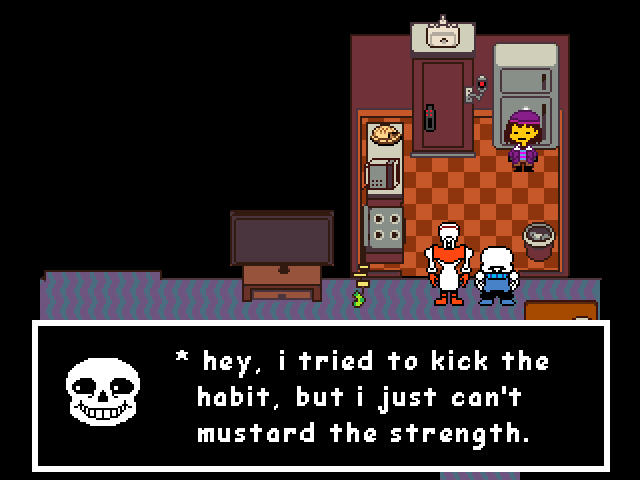 * hey, i tried to kick the
habit, but i just can't
mustard the strength.